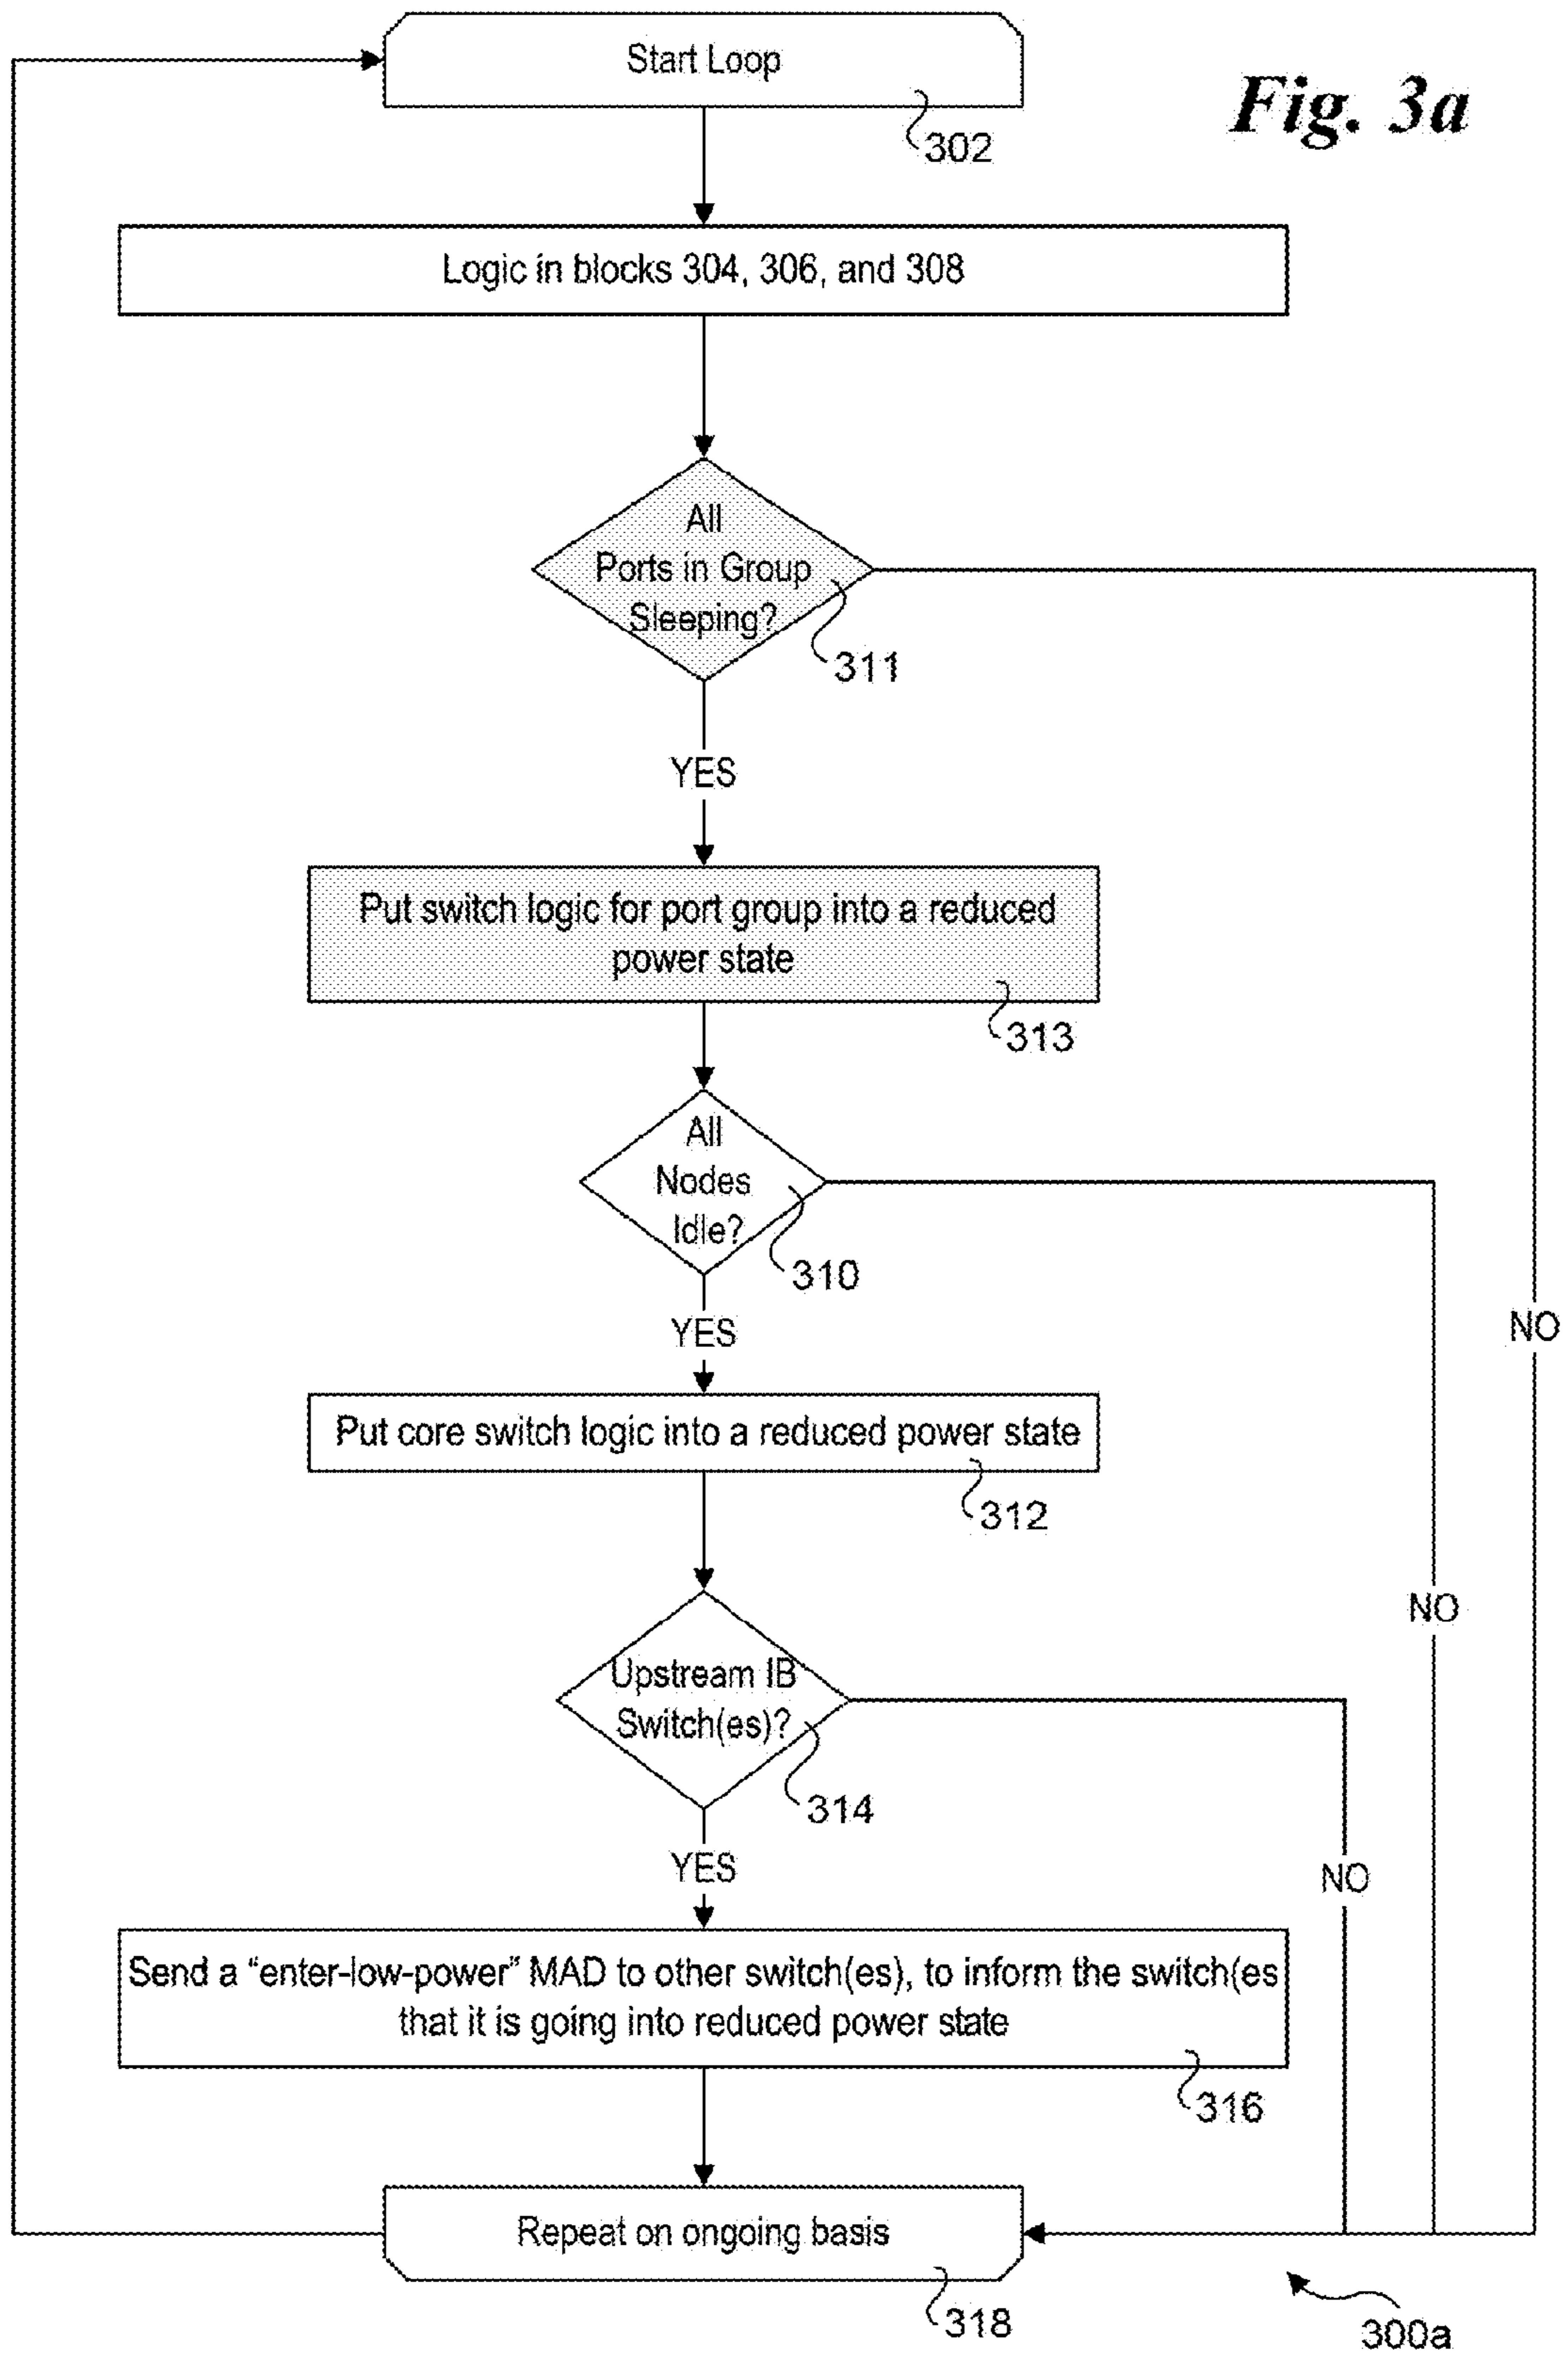 Start Loop
Fig. 3a
302
Logic in blocks 304, 306, and 308
All
Ports in Group
Sleeping?
311
YES
Put switch logic for port group into a reduced
power state
313
All
Nodes
Idle?
310
YES
NO
Put core switch logic into a reduced power state
312
NO
Upstream IB
Switch(es)?
314
YES
NO
Send a “enter-low-power” MAD to other switch(es), to inform the switch(es
that it is going into reduced power state
316
Repeat on ongoing basis
318
300a